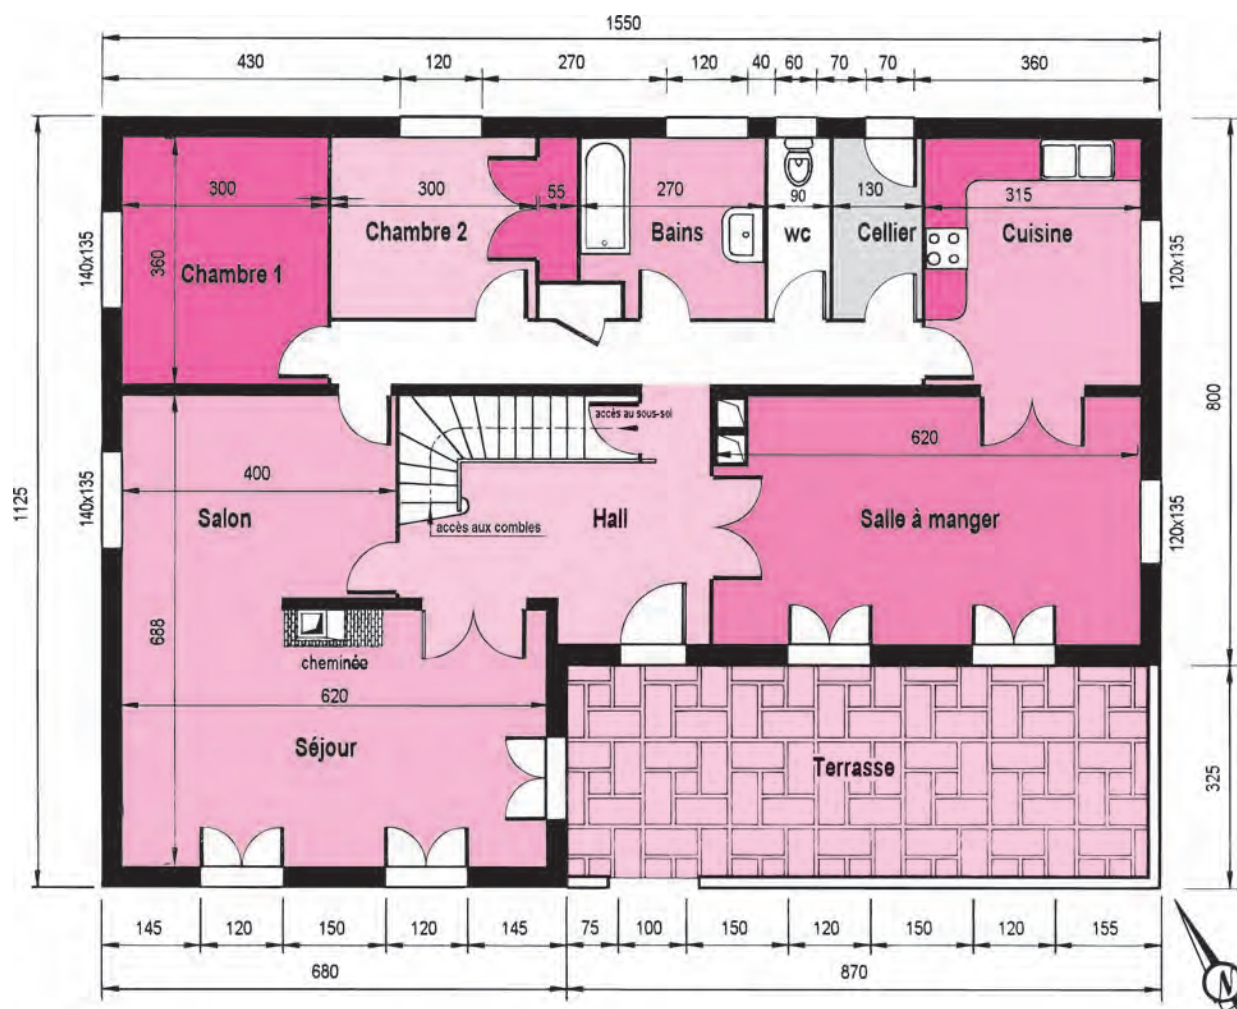 1550
430 120 270 120 40 60 70 70 360
300 300 55 270 90 130 315
Chambre 2 Bains wc Cellier Cuisine
140x135 360 Chambre 1 120x135
accès au sous-sol
620
800
400
1125
140x135 Salon Hall Salle à manger 120x135
accès aux combles
688
cheminée
620
Séjour
Terrasse
325
145 120 150 120 145 75 100 150 120 150 120 155
680 870
N